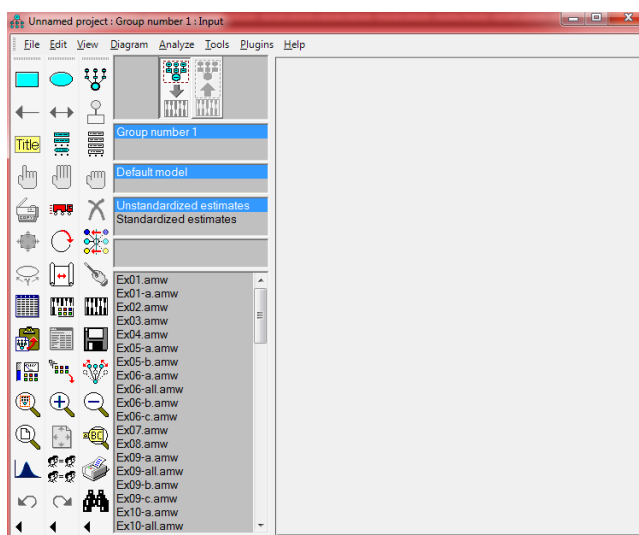 Unnamed project : Group number 1 : Input
File Edit View Diagram Analyze Tools Plugins Help
Title
Group number 1
Default model
Unstandardized estimates
Standardized estimates
Ex01.amw
Ex01-a.amw
Ex02.amw
Ex03.amw
Ex04.amw
Ex05-a.amw
Ex05-b.amw
Ex06-a.amw
Ex06-all.amw
Ex06-b.amw
Ex06-c.amw
Ex07.amw
Ex08.amw
Ex09-a.amw
Ex09-all.amw
Ex09-b.amw
Ex09-c.amw
Ex10-a.amw
Ex10-all.amw